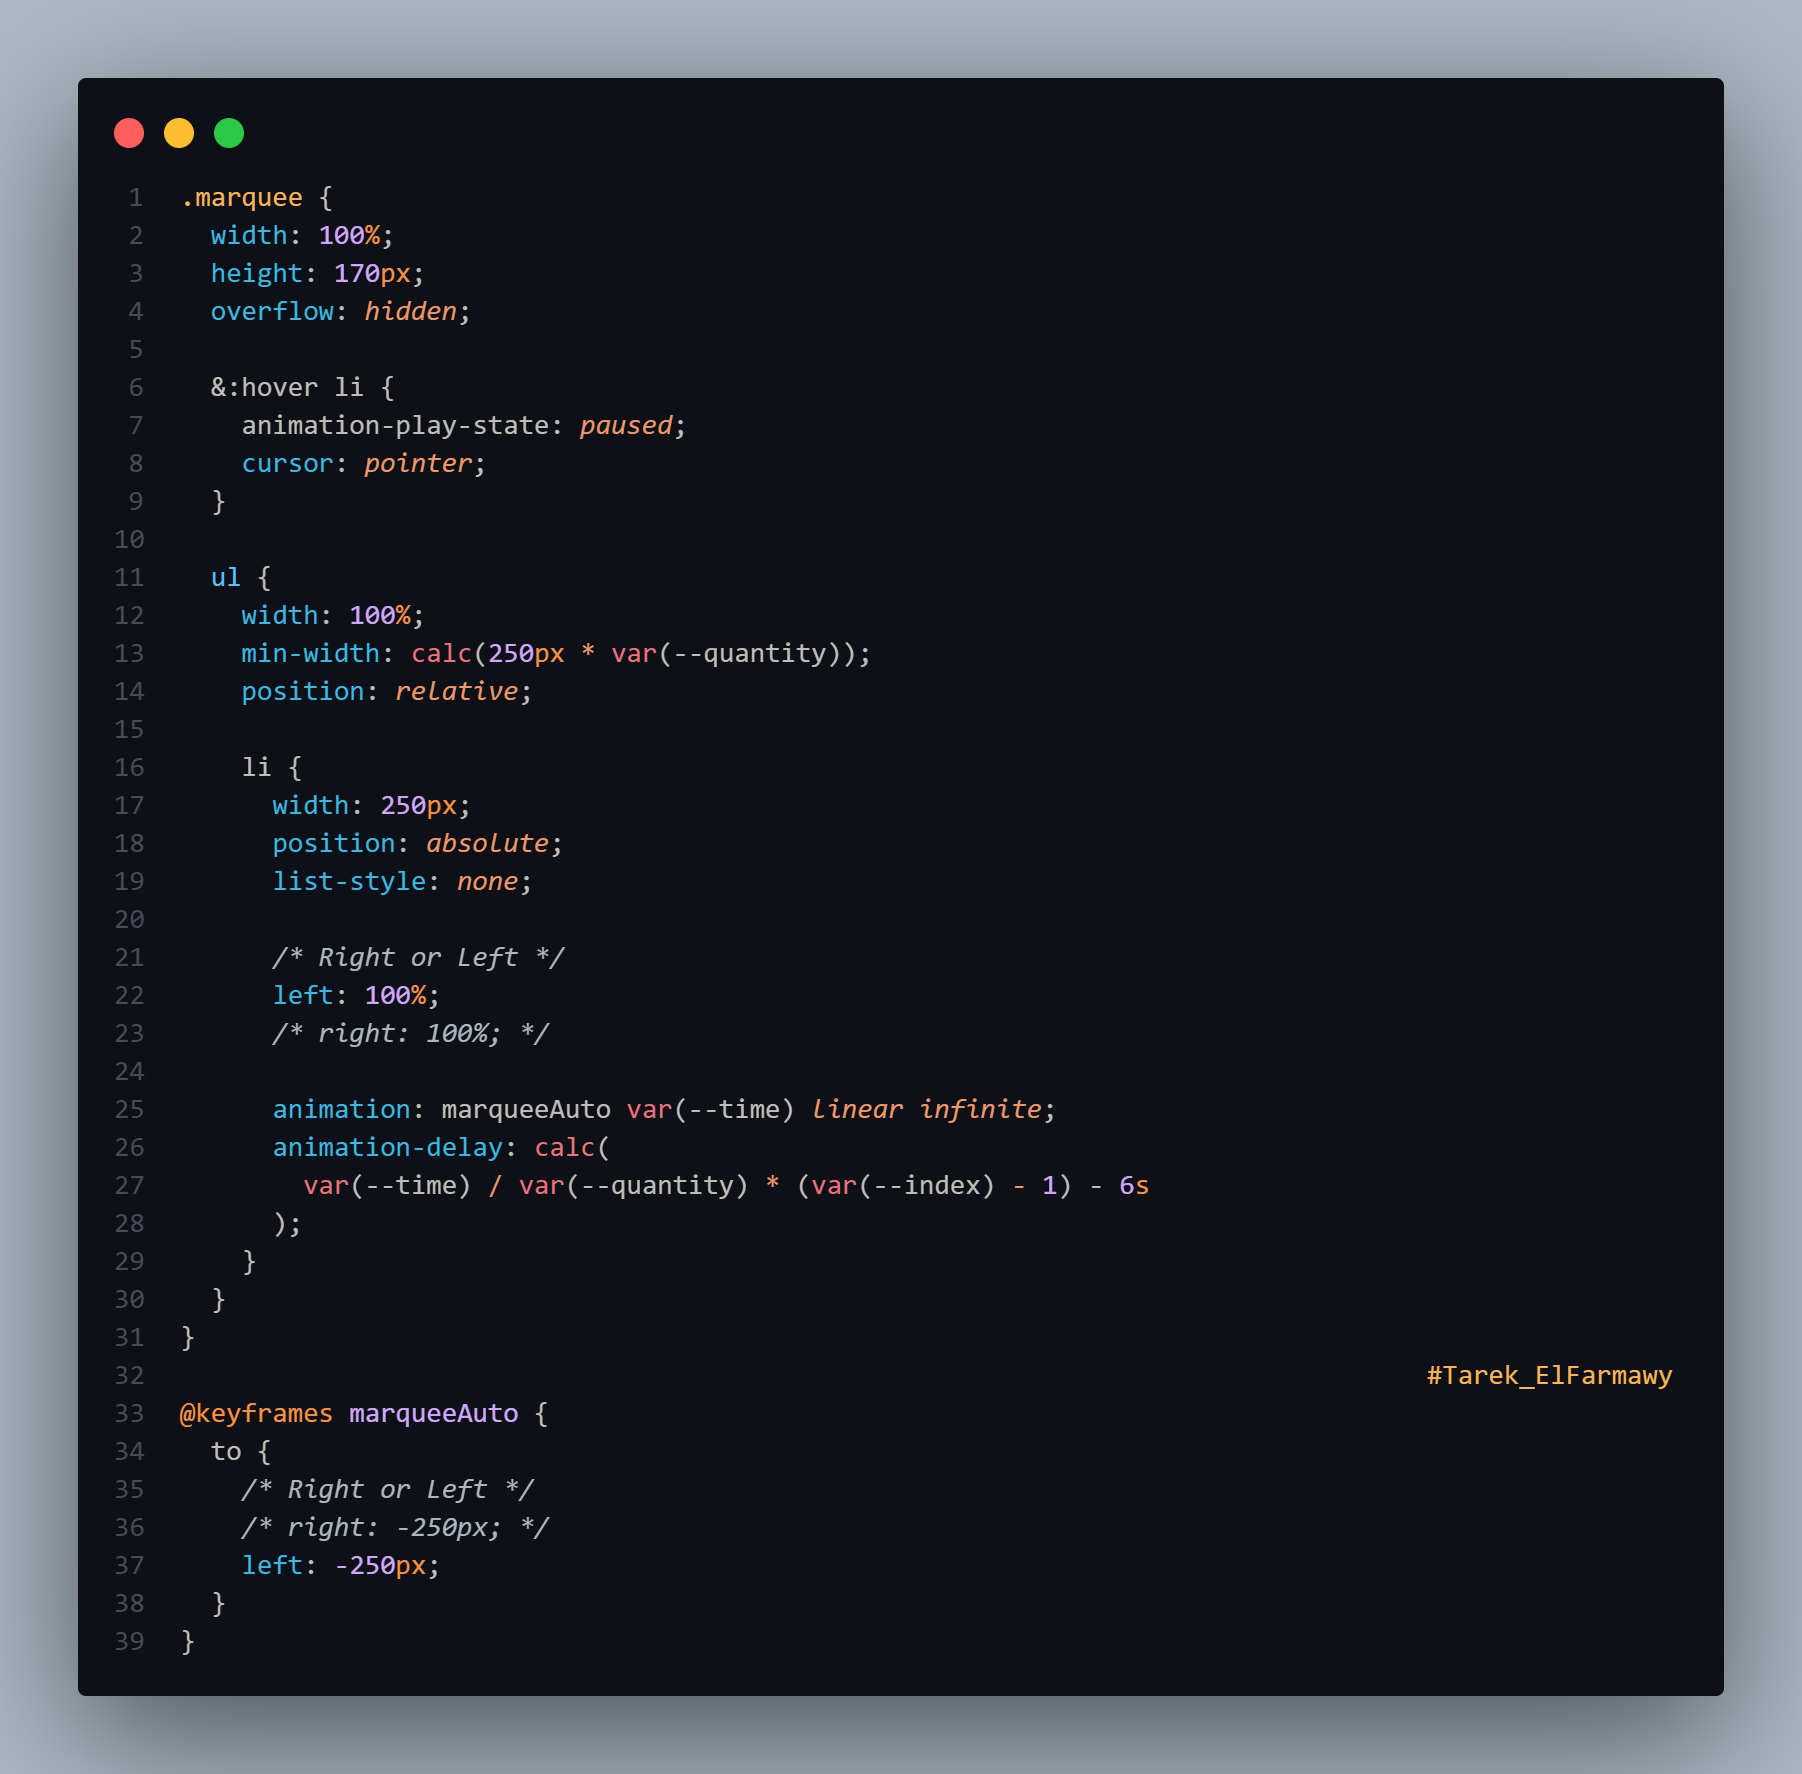 1 .marquee {
2   width: 100%;
3   height: 170px;
4   overflow: hidden;
5
6   &:hover li {
7     animation-play-state: paused;
8     cursor: pointer;
9   }
10
11   ul {
12     width: 100%;
13     min-width: calc(250px * var(--quantity));
14     position: relative;
15
16     li {
17       width: 250px;
18       position: absolute;
19       list-style: none;
20
21       /* Right or Left */
22       left: 100%;
23       /* right: 100%; */
24
25       animation: marqueeAuto var(--time) linear infinite;
26       animation-delay: calc(
27         var(--time) / var(--quantity) * (var(--index) - 1) - 6s
28       );
29     }
30   }
31 }
32 #Tarek_ElFarmawy
33 @keyframes marqueeAuto {
34   to {
35     /* Right or Left */
36     /* right: -250px; */
37     left: -250px;
38   }
39 }